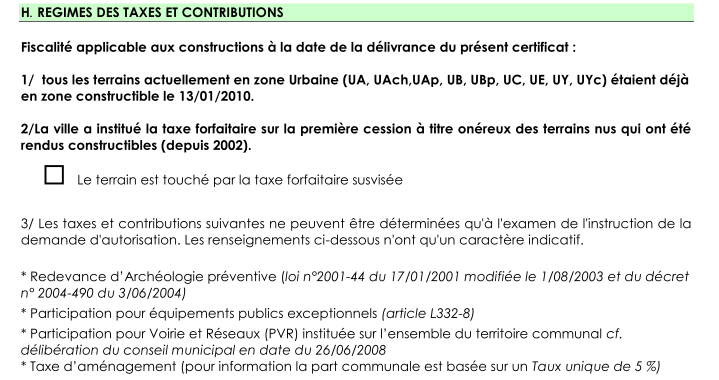 H. REGIMES DES TAXES ET CONTRIBUTIONS
Fiscalité applicable aux constructions à la date de la délivrance du présent certificat :
1/ tous les terrains actuellement en zone Urbaine (UA, UAch,UAp, UB, UBp, UC, UE, UY, UYc) étaient déjà
en zone constructible le 13/01/2010.
2/La ville a institué la taxe forfaitaire sur la première cession à titre onéreux des terrains nus qui ont été
rendus constructibles (depuis 2002).
Le terrain est touché par la taxe forfaitaire susvisée
3/ Les taxes et contributions suivantes ne peuvent être déterminées qu'à l'examen de l'instruction de la
demande d'autorisation. Les renseignements ci-dessous n'ont qu'un caractère indicatif.
* Redevance d'Archéologie préventive (loi n°2001-44 du 17/01/2001 modifiée le 1/08/2003 et du décret
n° 2004-490 du 3/06/2004)
* Participation pour équipements publics exceptionnels (article L332-8)
* Participation pour Voirie et Réseaux (PVR) instituée sur l'ensemble du territoire communal cf.
délibération du conseil municipal en date du 26/06/2008
* Taxe d'aménagement (pour information la part communale est basée sur un Taux unique de 5 %)